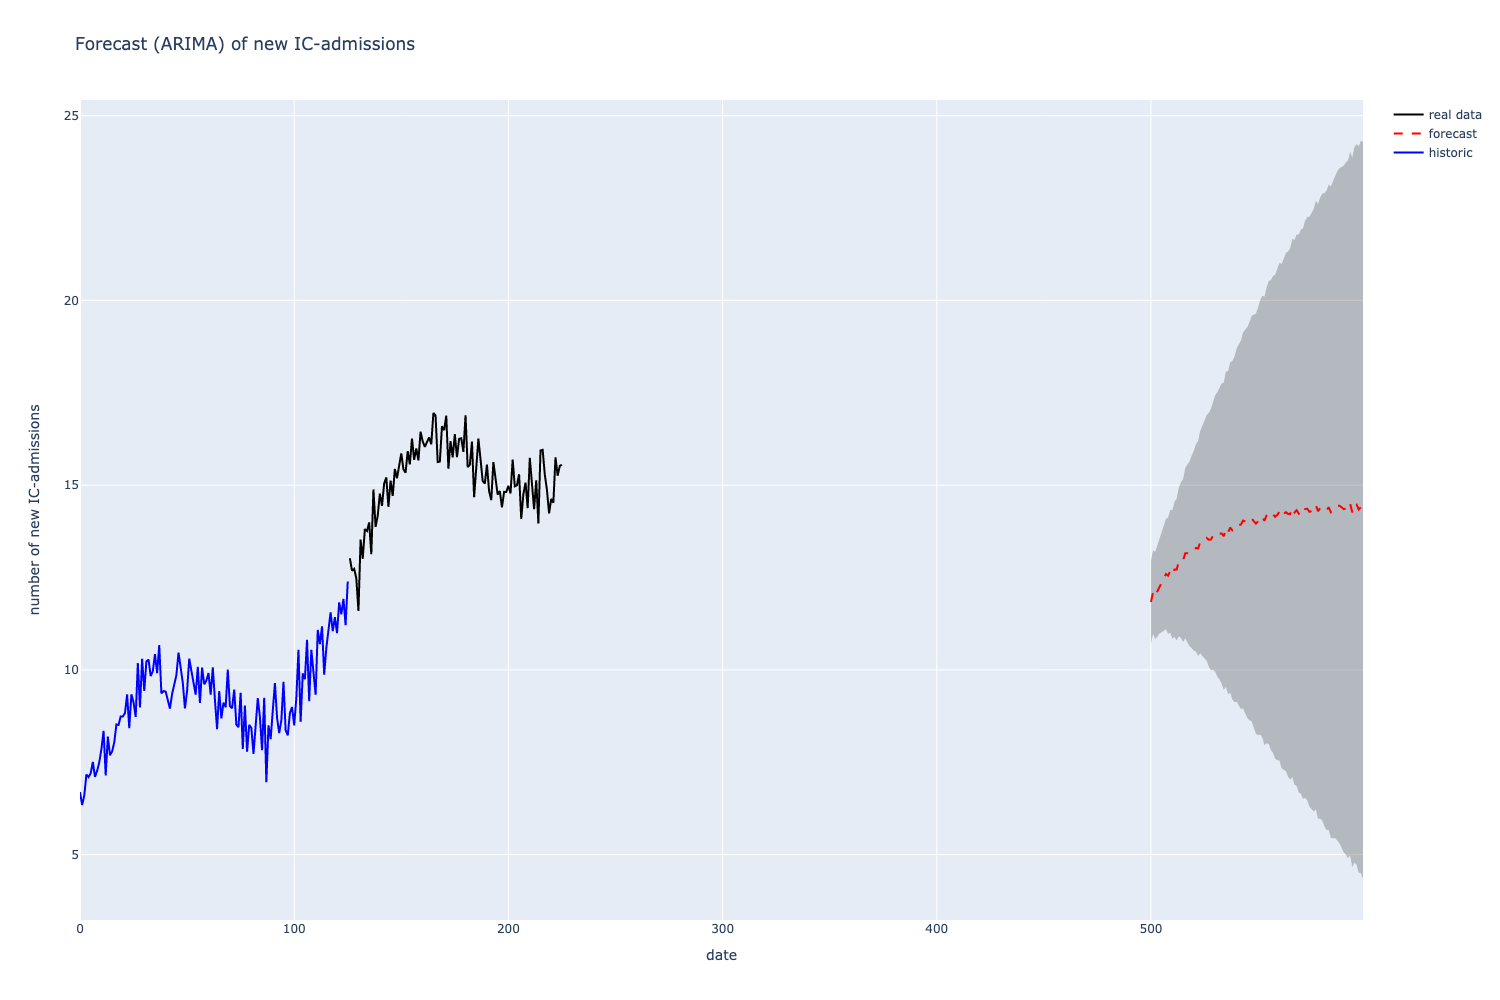 Forecast (ARIMA) of new IC-admissions
real data
forecast
historic
number of new IC-admissions
25
20
15
10
5
0
100
200
300
400
500
date